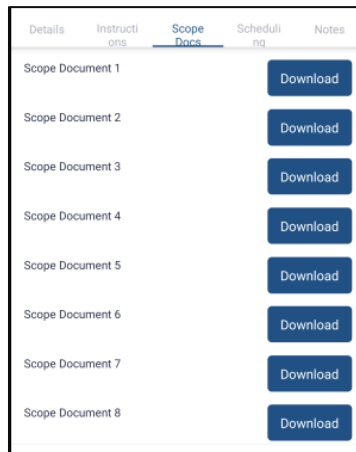 Details
Instructi
ons
Scope
Docs
Scheduli
ng
Notes
Scope Document 1
Download
Scope Document 2
Download
Scope Document 3
Download
Scope Document 4
Download
Scope Document 5
Download
Scope Document 6
Download
Scope Document 7
Download
Scope Document 8
Download